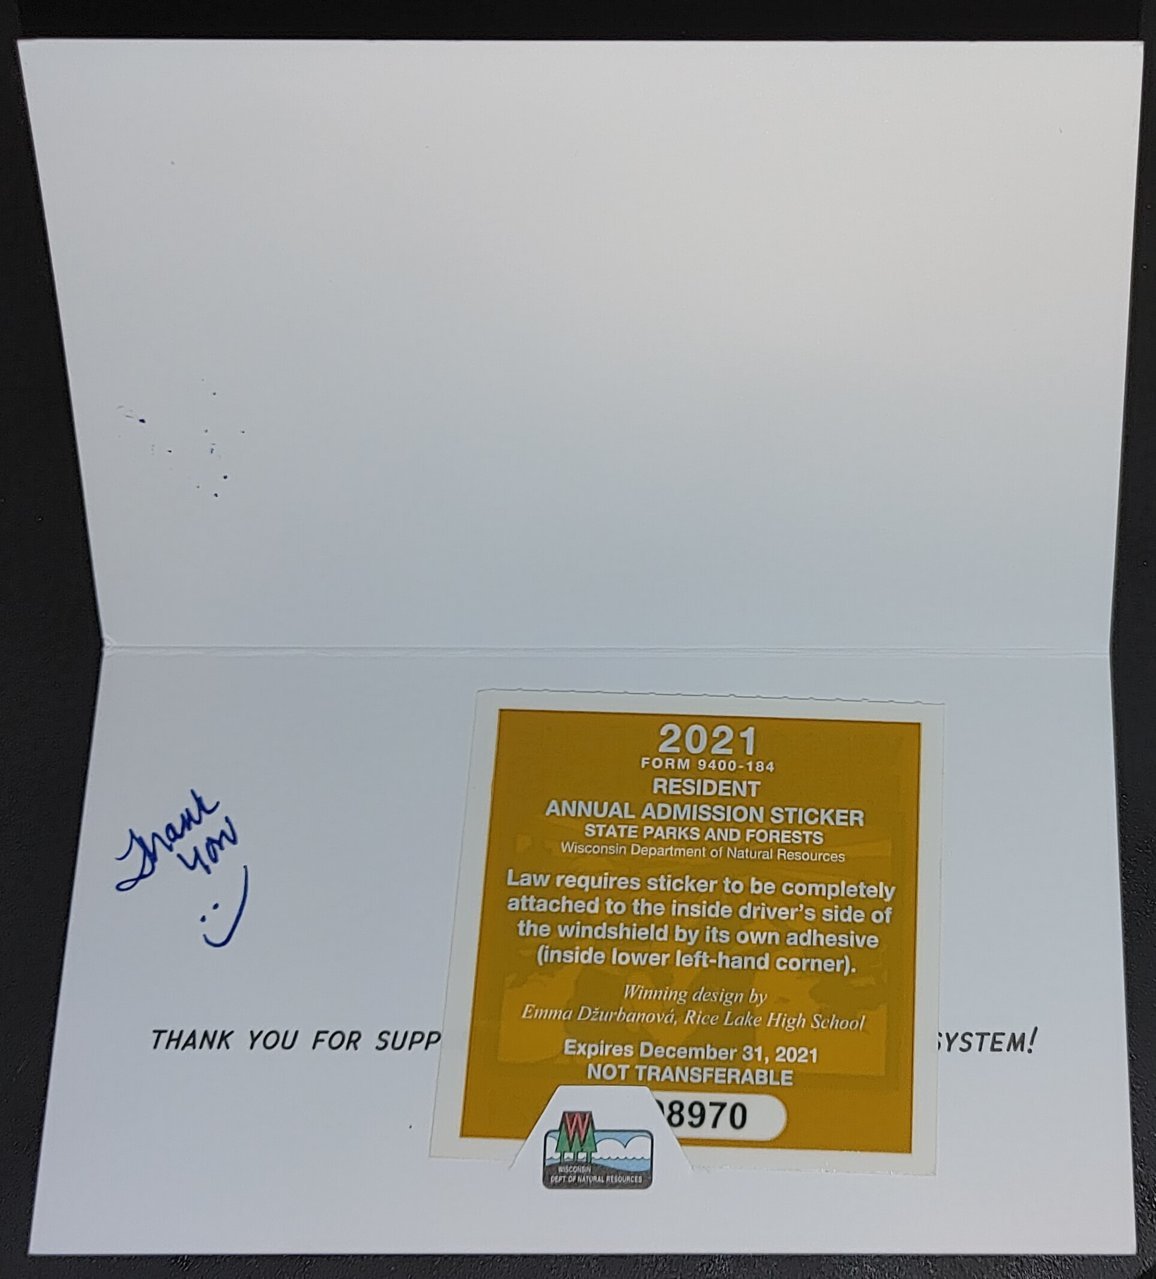 2021
FORM 9400-184
RESIDENT
ANNUAL ADMISSION STICKER
STATE PARKS AND FORESTS
Wisconsin Department of Natural Resources
Law requires sticker to be completely
attached to the inside driver's side of
the windshield by its own adhesive
(inside lower left-hand corner).
Winning design by
Emma Džurbanová, Rice Lake High School
Expires December 31, 2021
NOT TRANSFERABLE
8970
Thank
you
THANK YOU FOR SUPP YSTEM!
W
WISCONSIN
DEPT OF NATURAL RESOURCES